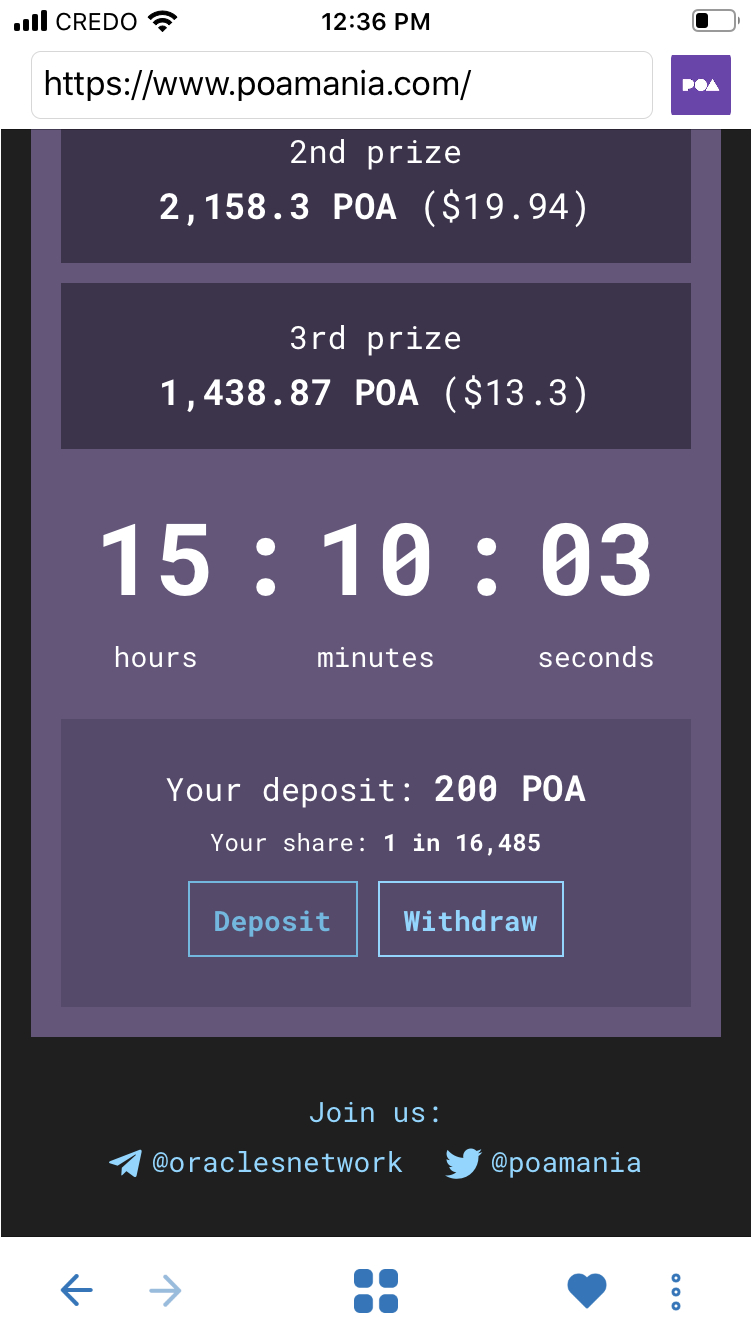 CREDO 12:36 PM
https://www.poamania.com/ POA
2nd prize
2,158.3 POA ($19.94)
3rd prize
1,438.87 POA ($13.3)
15 : 10 : 03
hours minutes seconds
Your deposit: 200 POA
Your share: 1 in 16,485
Deposit Withdraw
Join us:
@oraclesnetwork @poamania